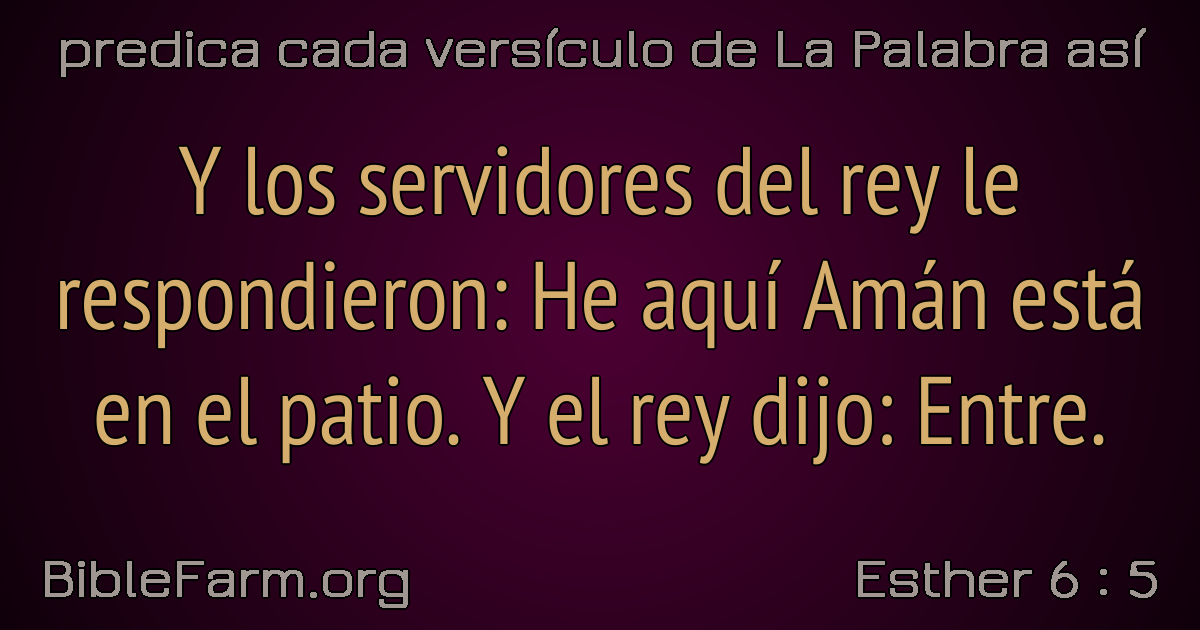 predica cada versículo de La Palabra así
Y los servidores del rey le
respondieron: He aquí Amán está
en el patio. Y el rey dijo: Entre.
BibleFarm.org
Esther 6 : 5